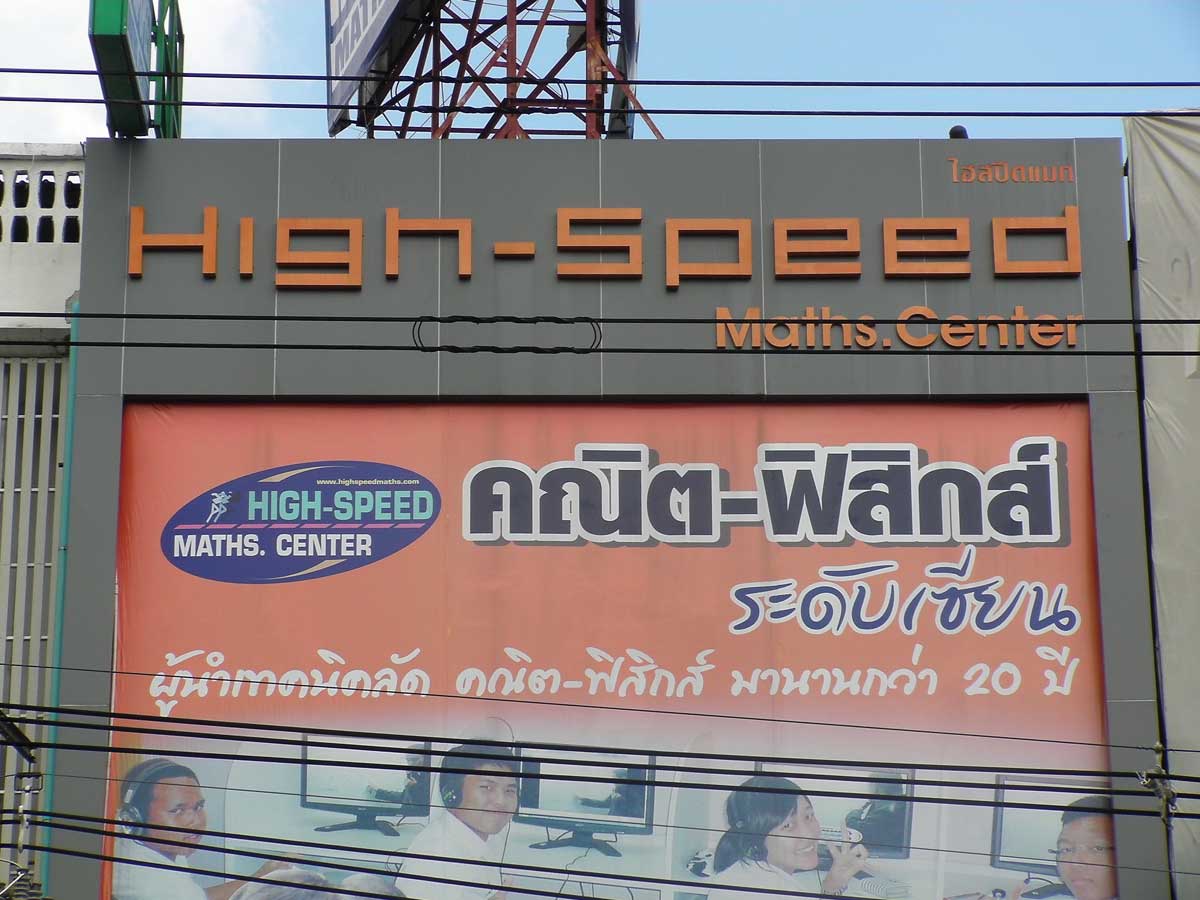 MATH
ไฮสปีดแมท
High-Speed
Maths.Center
www.highspeedmaths.com
HIGH-SPEED
MATHS. CENTER
คณิต-ฟิสิกส์
ระดับเซียน
ผู้นำเทคนิคลัด คณิต-ฟิสิกส์ มานานกว่า 20 ปี